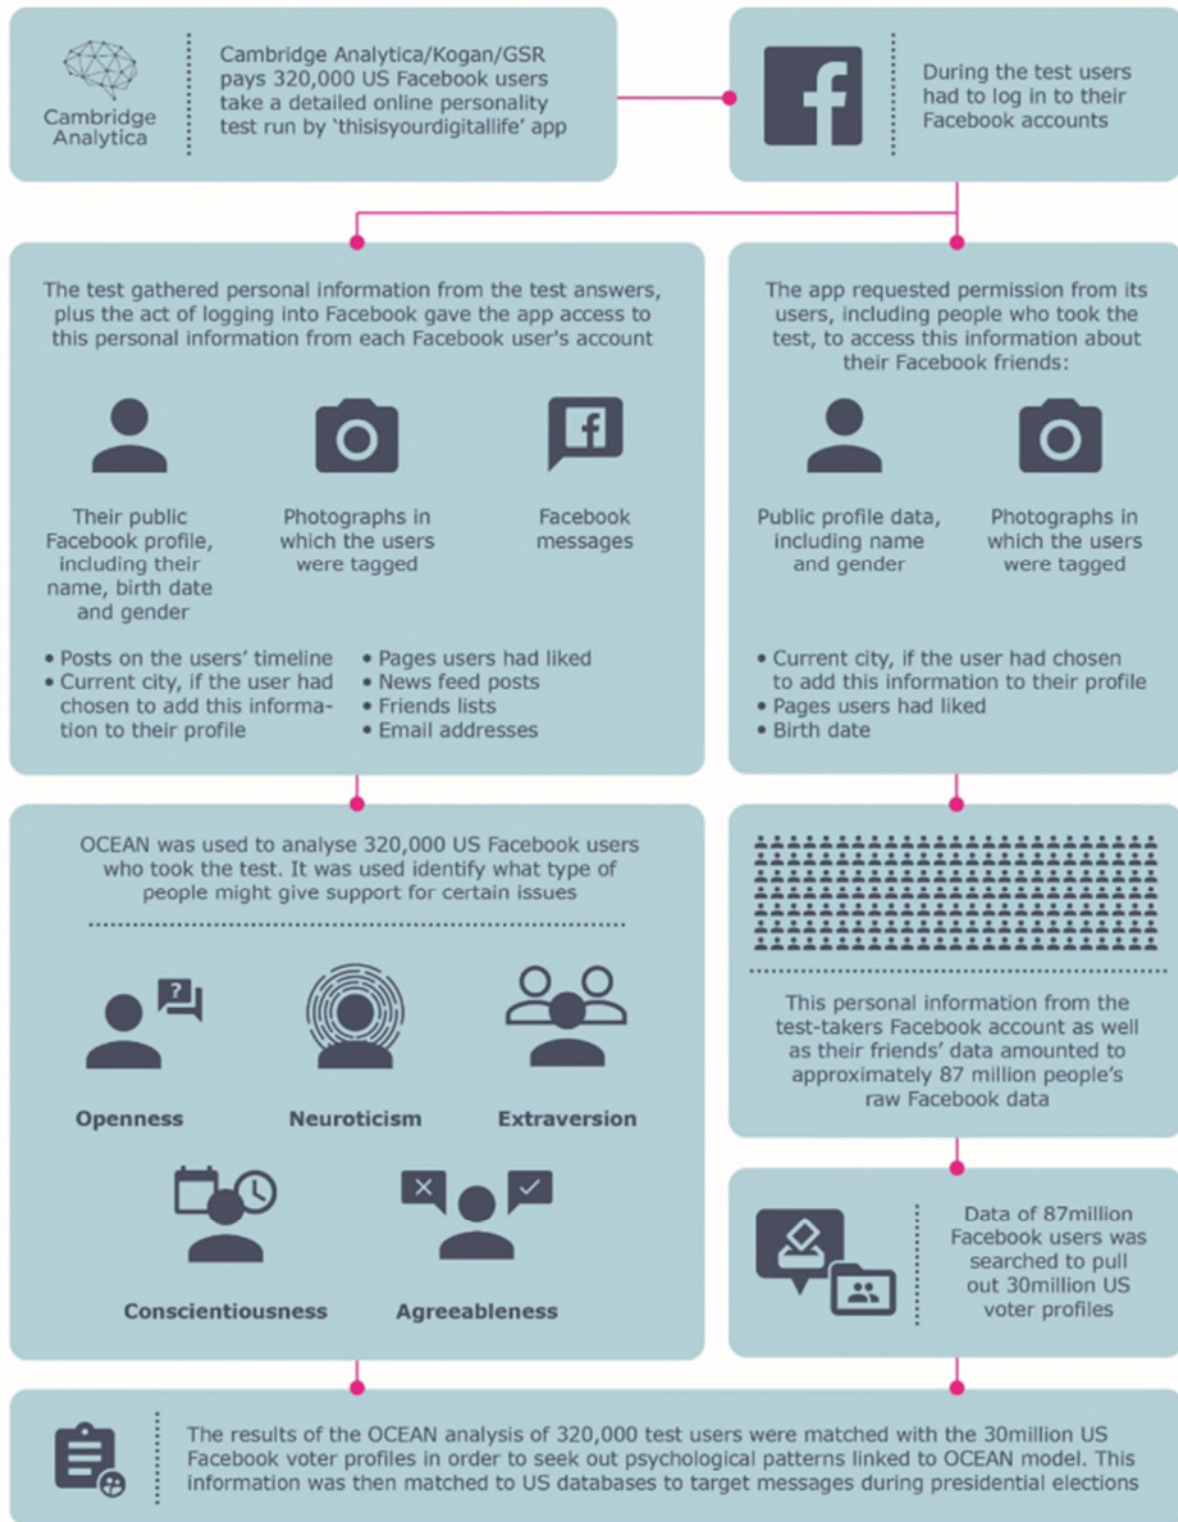 Cambridge
Analytica
Cambridge Analytica/Kogan/GSR
pays 320,000 US Facebook users
take a detailed online personality
test run by ‘thisisyourdigitallife’ app
During the test users
had to log in to their
Facebook accounts
The test gathered personal information from the test answers,
plus the act of logging into Facebook gave the app access to
this personal information from each Facebook user's account
Their public
Facebook profile,
including their
name, birth date
and gender
Photographs in
which the users
were tagged
Facebook
messages
• Posts on the users’ timeline
• Current city, if the user had
chosen to add this informa-
tion to their profile
• Pages users had liked
• News feed posts
• Friends lists
• Email addresses
The app requested permission from its
users, including people who took the
test, to access this information about
their Facebook friends:
Public profile data,
including name
and gender
Photographs in
which the users
were tagged
• Current city, if the user had chosen
to add this information to their profile
• Pages users had liked
• Birth date
OCEAN was used to analyse 320,000 US Facebook users
who took the test. It was used identify what type of
people might give support for certain issues
Openness
Neuroticism
Extraversion
Conscientiousness
Agreeableness
This personal information from the
test-takers Facebook account as well
as their friends’ data amounted to
approximately 87 million people’s
raw Facebook data
Data of 87million
Facebook users was
searched to pull
out 30million US
voter profiles
The results of the OCEAN analysis of 320,000 test users were matched with the 30million US
Facebook voter profiles in order to seek out psychological patterns linked to OCEAN model. This
information was then matched to US databases to target messages during presidential elections